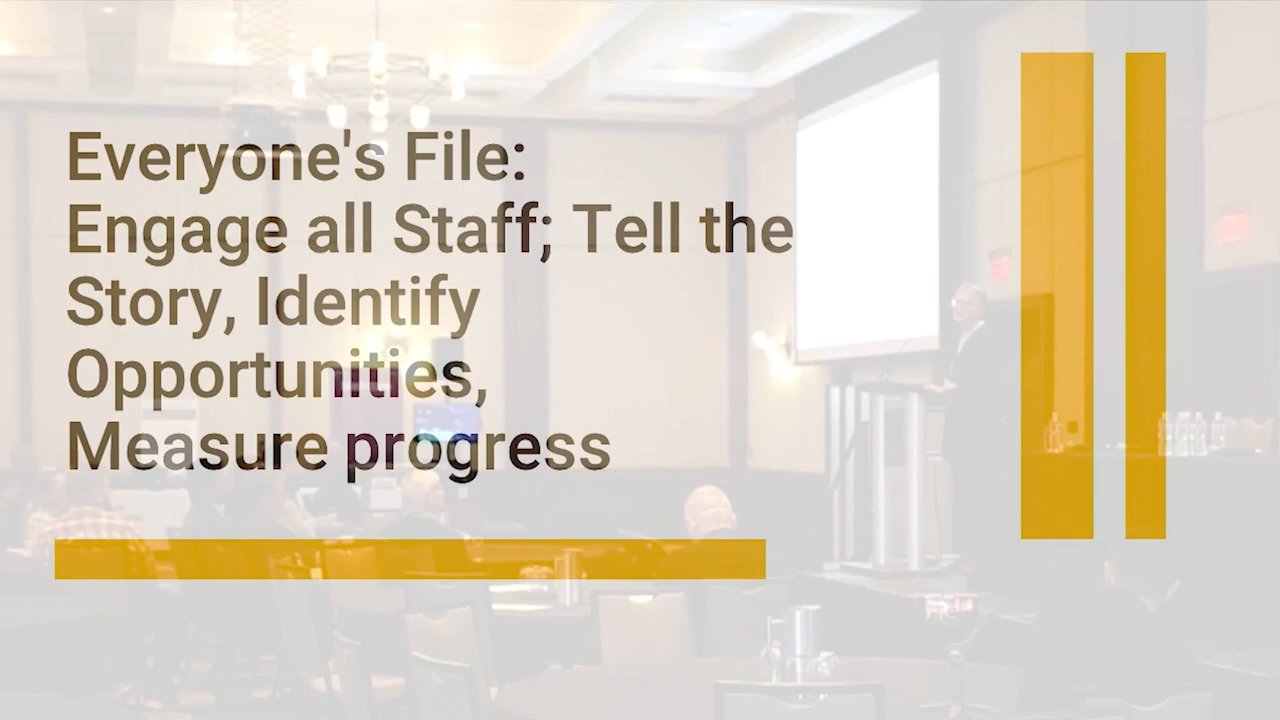 Everyone's File:
Engage all Staff; Tell the
Story, Identify
Opportunities,
Measure progress